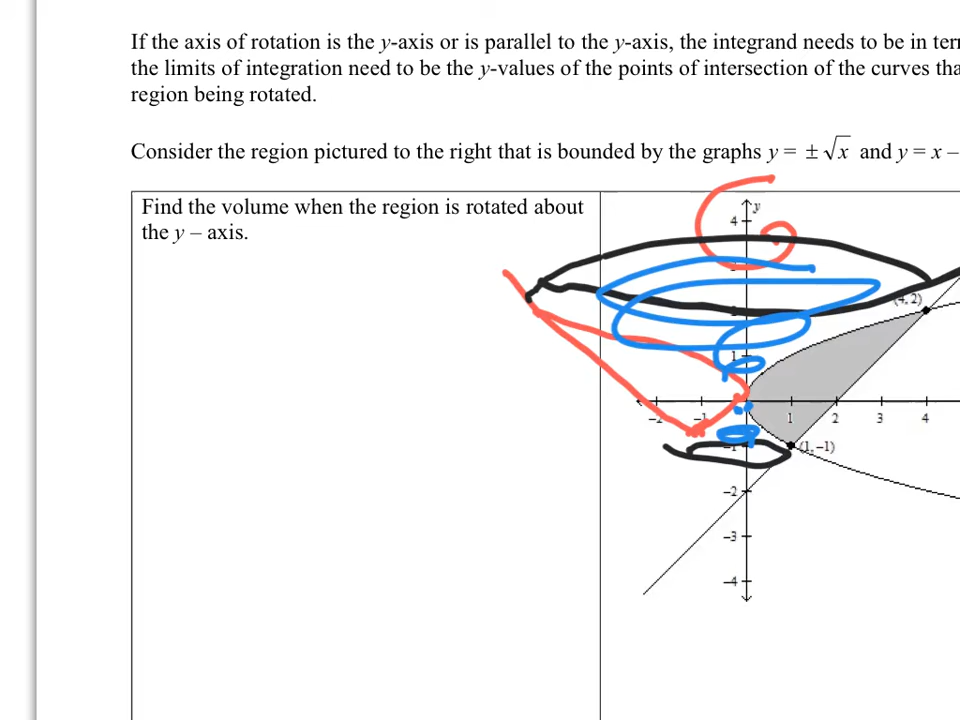 If the axis of rotation is the y-axis or is parallel to the y-axis, the integrand needs to be in
the limits of integration need to be the y-values of the points of intersection of the curves
region being rotated.
Consider the region pictured to the right that is bounded by the graphs y = ± √x and y = x –
Find the volume when the region is rotated about
the y – axis.
y
4
(4, 2)
1
–2 –1 1 2 3 4
–1 (1, –1)
–2
–3
–4